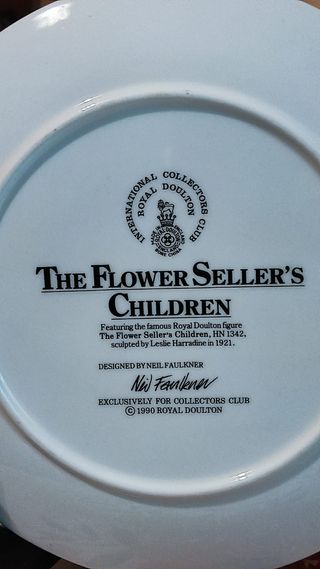 INTERNATIONAL COLLECTORS CLUB
ROYAL DOULTON
THE FLOWER SELLER'S
CHILDREN
Featuring the famous Royal Doulton figure
The Flower Seller's Children, HN 1342,
sculpted by Leslie Harradine in 1921.
DESIGNED BY NEIL FAULKNER
Neil Faulkner
EXCLUSIVELY FOR COLLECTORS CLUB
© 1990 ROYAL DOULTON